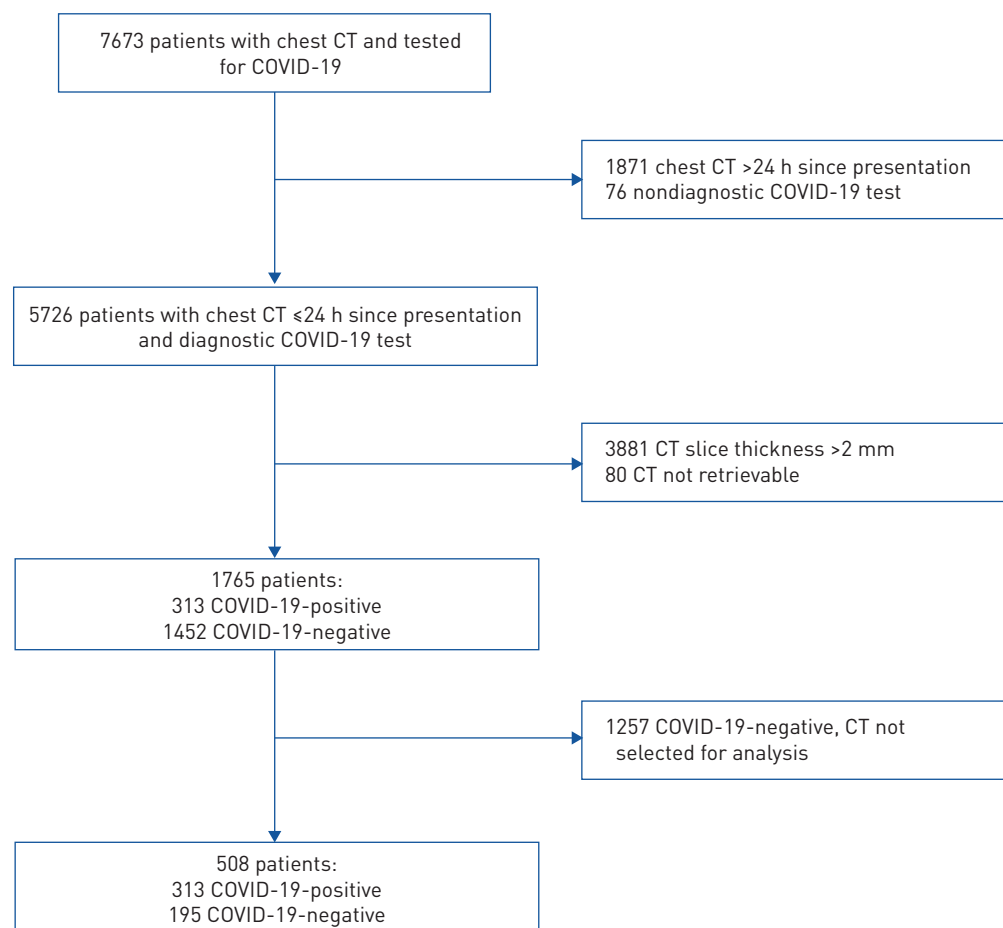 7673 patients with chest CT and tested
for COVID-19
1871 chest CT >24 h since presentation
76 nondiagnostic COVID-19 test
5726 patients with chest CT ⩽24 h since presentation
and diagnostic COVID-19 test
3881 CT slice thickness >2 mm
80 CT not retrievable
1765 patients:
313 COVID-19-positive
1452 COVID-19-negative
1257 COVID-19-negative, CT not
selected for analysis
508 patients:
313 COVID-19-positive
195 COVID-19-negative